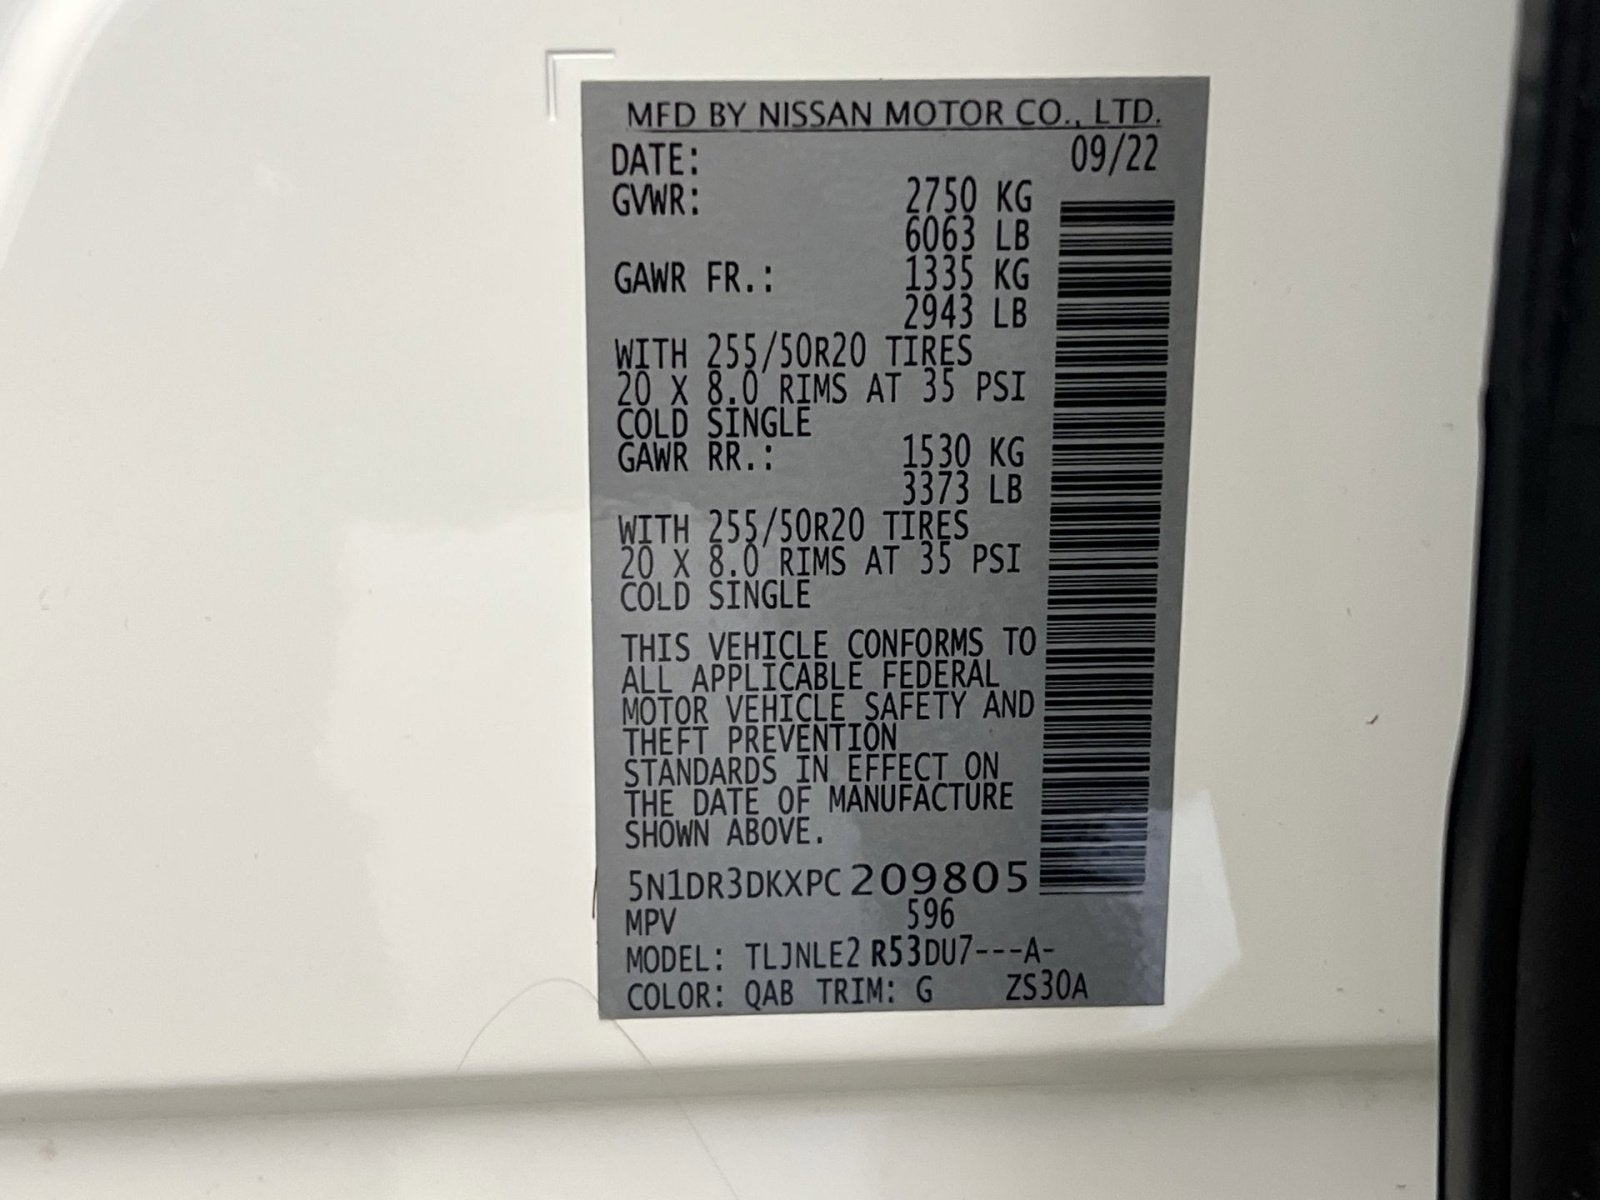 MFD BY NISSAN MOTOR CO., LTD.
DATE: 09/22
GVWR: 2750 KG
6063 LB
GAWR FR.: 1335 KG
2943 LB
WITH 255/50R20 TIRES
20 X 8.0 RIMS AT 35 PSI
COLD SINGLE
GAWR RR.: 1530 KG
3373 LB
WITH 255/50R20 TIRES
20 X 8.0 RIMS AT 35 PSI
COLD SINGLE
THIS VEHICLE CONFORMS TO
ALL APPLICABLE FEDERAL
MOTOR VEHICLE SAFETY AND
THEFT PREVENTION
STANDARDS IN EFFECT ON
THE DATE OF MANUFACTURE
SHOWN ABOVE.
5N1DR3DKXPC209805
MPV 596
MODEL: TLJNLE2 R53DU7---A-
COLOR: QAB TRIM: G ZS30A